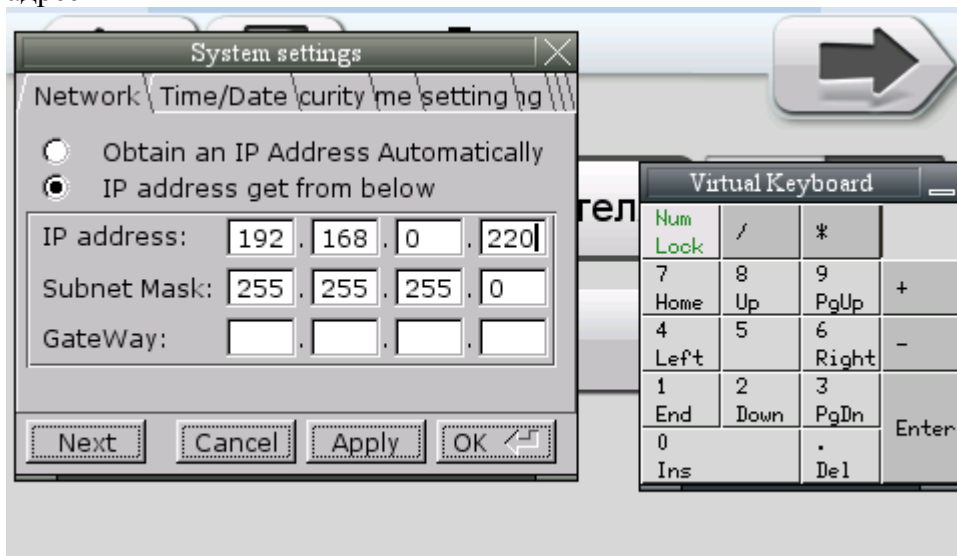 System settings
Network Time/Date curity me setting ng
Obtain an IP Address Automatically
IP address get from below
IP address: 192 . 168 . 0 . 220
Subnet Mask: 255 . 255 . 255 . 0
GateWay: . . .
Next Cancel Apply OK
тел
Virtual Keyboard
Num Lock / *
7 Home 8 Up 9 PgUp +
4 Left 5 6 Right -
1 End 2 Down 3 PgDn Enter
0 Ins . Del